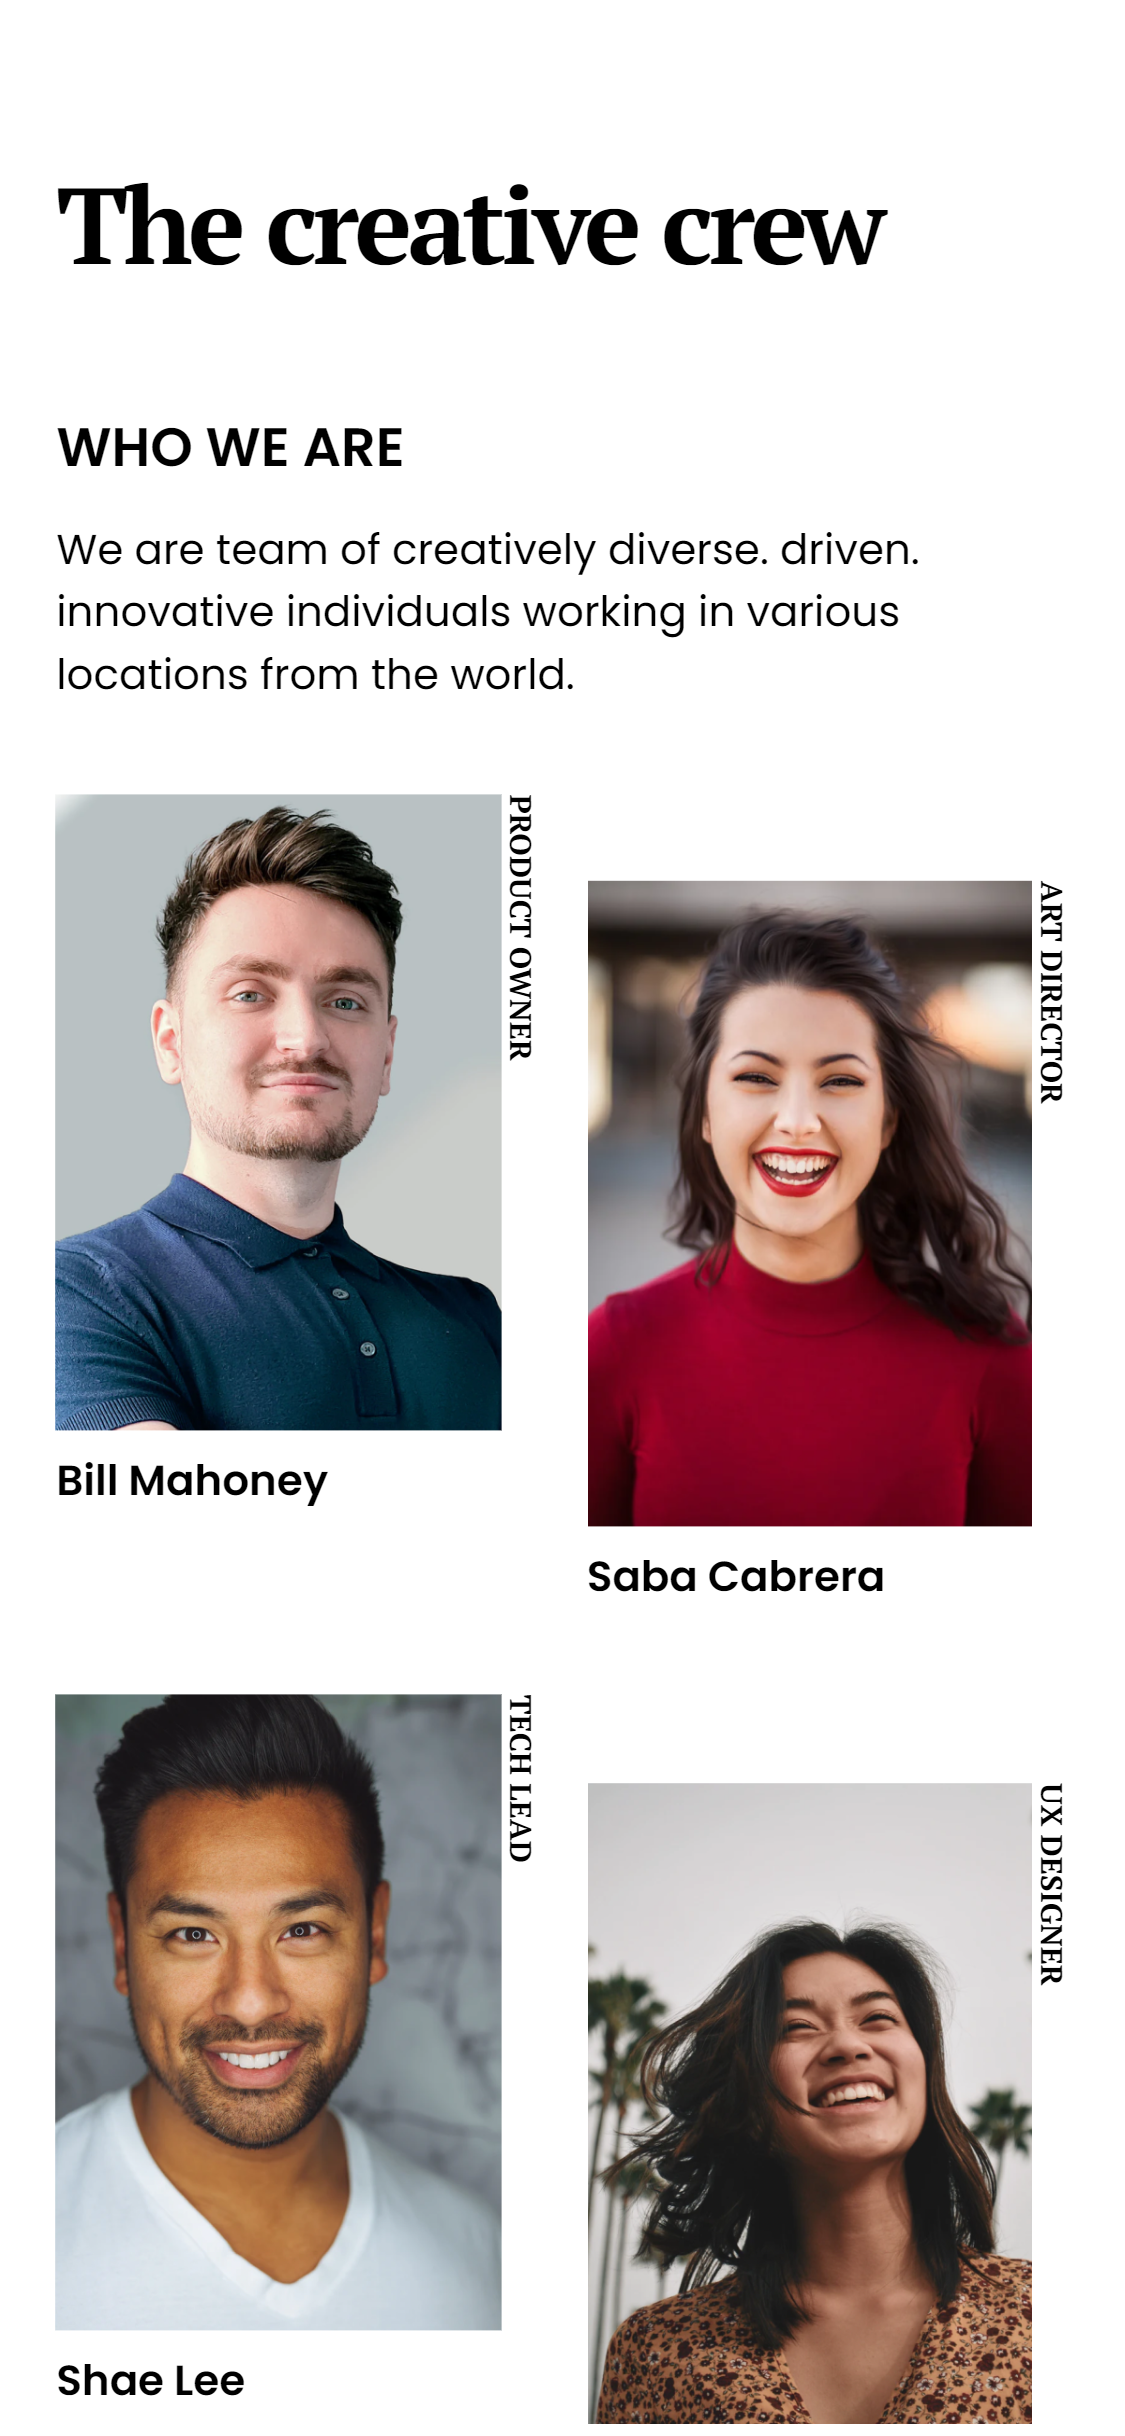 The creative crew
WHO WE ARE
We are team of creatively diverse. driven.
innovative individuals working in various
locations from the world.
PRODUCT OWNER
Bill Mahoney
ART DIRECTOR
Saba Cabrera
TECH LEAD
Shae Lee
UX DESIGNER